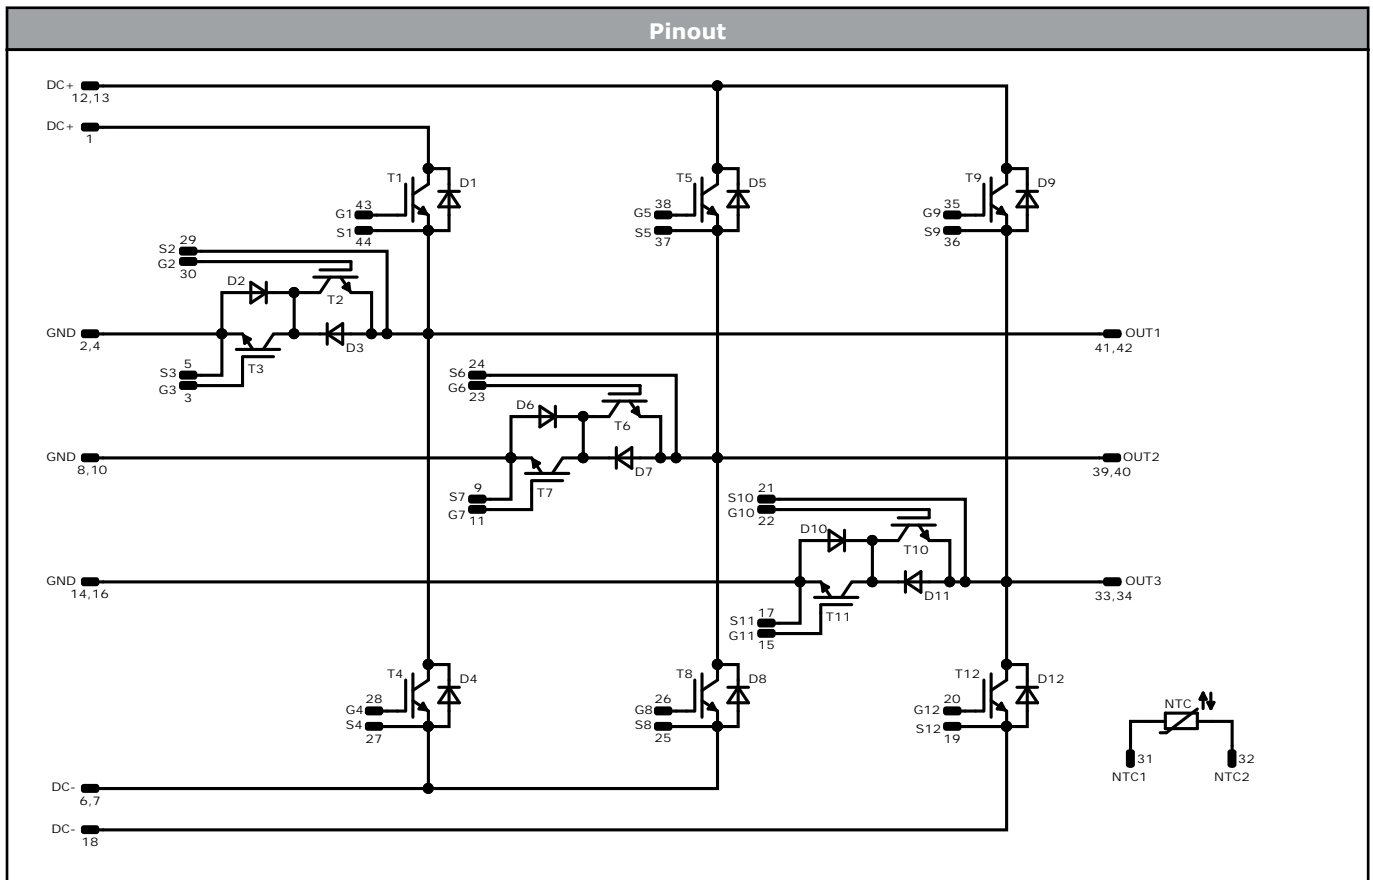 Pinout
DC+
12,13
DC+
1
T1
D1
T5
D5
T9
D9
43
G1
S1
44
38
G5
S5
37
35
G9
S9
36
29
S2
G2
30
D2
T2
GND
2,4
OUT1
41,42
D3
T3
5
S3
G3
3
24
S6
G6
23
D6
T6
GND
8,10
OUT2
39,40
D7
T7
9
S7
G7
11
21
S10
G10
22
D10
T10
GND
14,16
OUT3
33,34
D11
T11
17
S11
G11
15
T4
D4
T8
D8
T12
D12
28
G4
S4
27
26
G8
S8
25
20
G12
S12
19
NTC
31
NTC1
32
NTC2
DC-
6,7
DC-
18